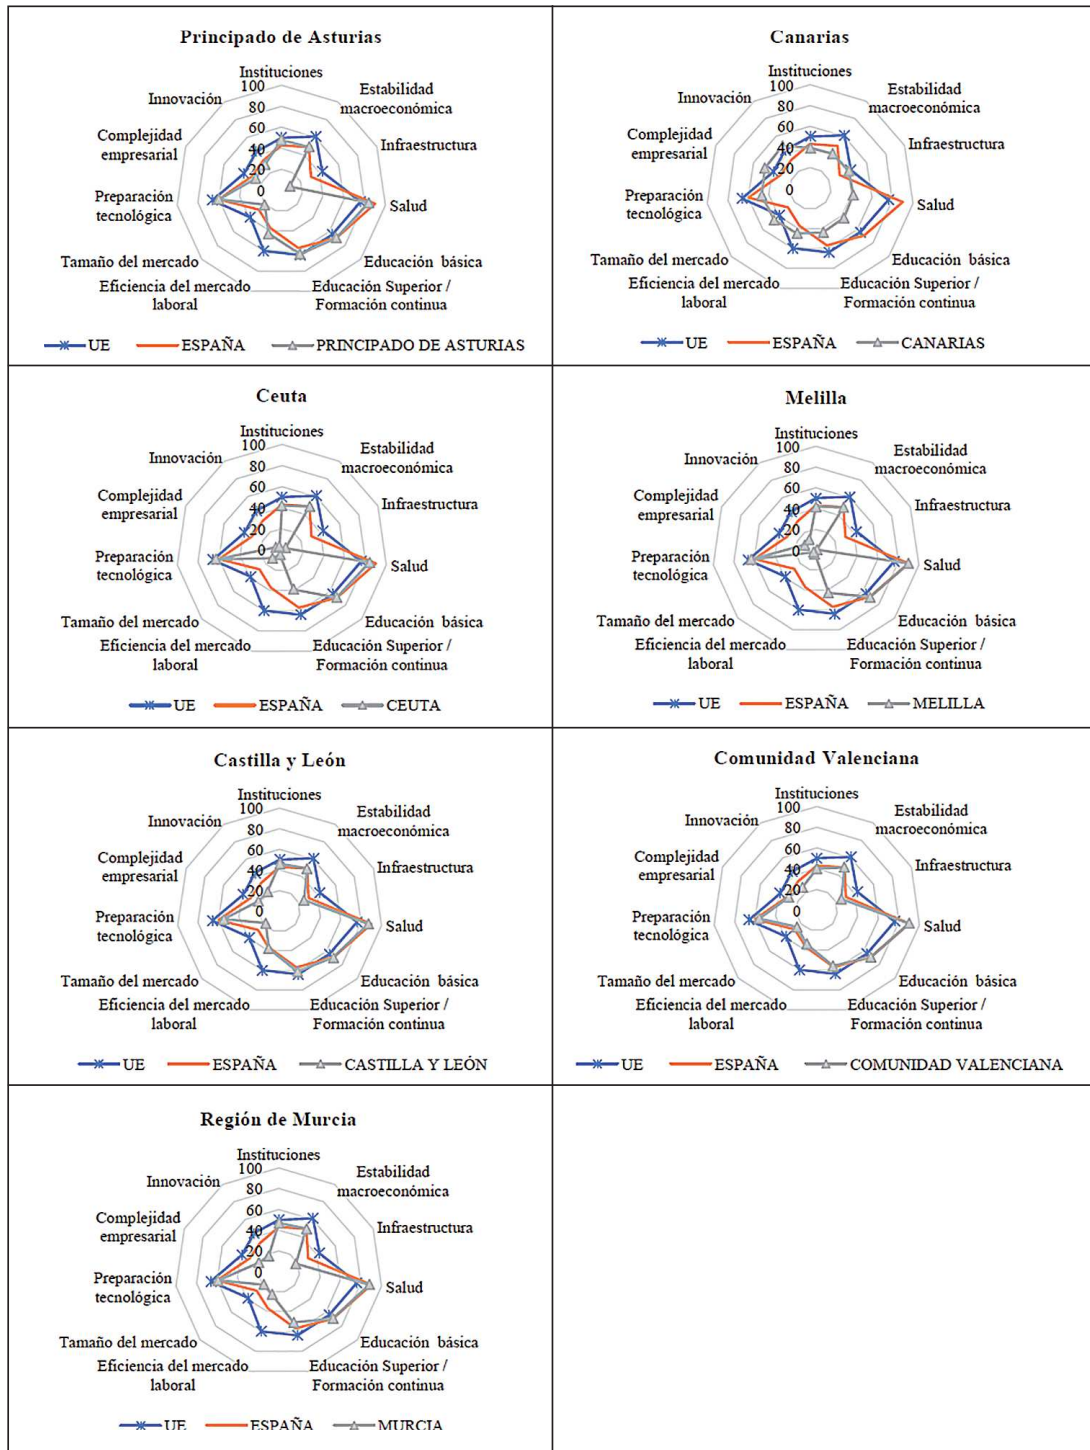 Principado de Asturias
Instituciones
Estabilidad
macroeconómica
Infraestructura
Salud
Educación básica
Educación Superior /
Formación continua
Eficiencia del mercado
laboral
Tamaño del mercado
Preparación
tecnológica
Complejidad
empresarial
Innovación
100
80
60
40
20
0
UE ESPAÑA PRINCIPADO DE ASTURIAS
Canarias
Instituciones
Estabilidad
macroeconómica
Infraestructura
Salud
Educación básica
Educación Superior /
Formación continua
Eficiencia del mercado
laboral
Tamaño del mercado
Preparación
tecnológica
Complejidad
empresarial
Innovación
100
80
60
40
20
0
UE ESPAÑA CANARIAS
Ceuta
Instituciones
Estabilidad
macroeconómica
Infraestructura
Salud
Educación básica
Educación Superior /
Formación continua
Eficiencia del mercado
laboral
Tamaño del mercado
Preparación
tecnológica
Complejidad
empresarial
Innovación
100
80
60
40
20
0
UE ESPAÑA CEUTA
Melilla
Instituciones
Estabilidad
macroeconómica
Infraestructura
Salud
Educación básica
Educación Superior /
Formación continua
Eficiencia del mercado
laboral
Tamaño del mercado
Preparación
tecnológica
Complejidad
empresarial
Innovación
100
80
60
40
20
0
UE ESPAÑA MELILLA
Castilla y León
Instituciones
Estabilidad
macroeconómica
Infraestructura
Salud
Educación básica
Educación Superior /
Formación continua
Eficiencia del mercado
laboral
Tamaño del mercado
Preparación
tecnológica
Complejidad
empresarial
Innovación
100
80
60
40
20
0
UE ESPAÑA CASTILLA Y LEÓN
Comunidad Valenciana
Instituciones
Estabilidad
macroeconómica
Infraestructura
Salud
Educación básica
Educación Superior /
Formación continua
Eficiencia del mercado
laboral
Tamaño del mercado
Preparación
tecnológica
Complejidad
empresarial
Innovación
100
80
60
40
20
0
UE ESPAÑA COMUNIDAD VALENCIANA
Región de Murcia
Instituciones
Estabilidad
macroeconómica
Infraestructura
Salud
Educación básica
Educación Superior /
Formación continua
Eficiencia del mercado
laboral
Tamaño del mercado
Preparación
tecnológica
Complejidad
empresarial
Innovación
100
80
60
40
20
0
UE ESPAÑA MURCIA